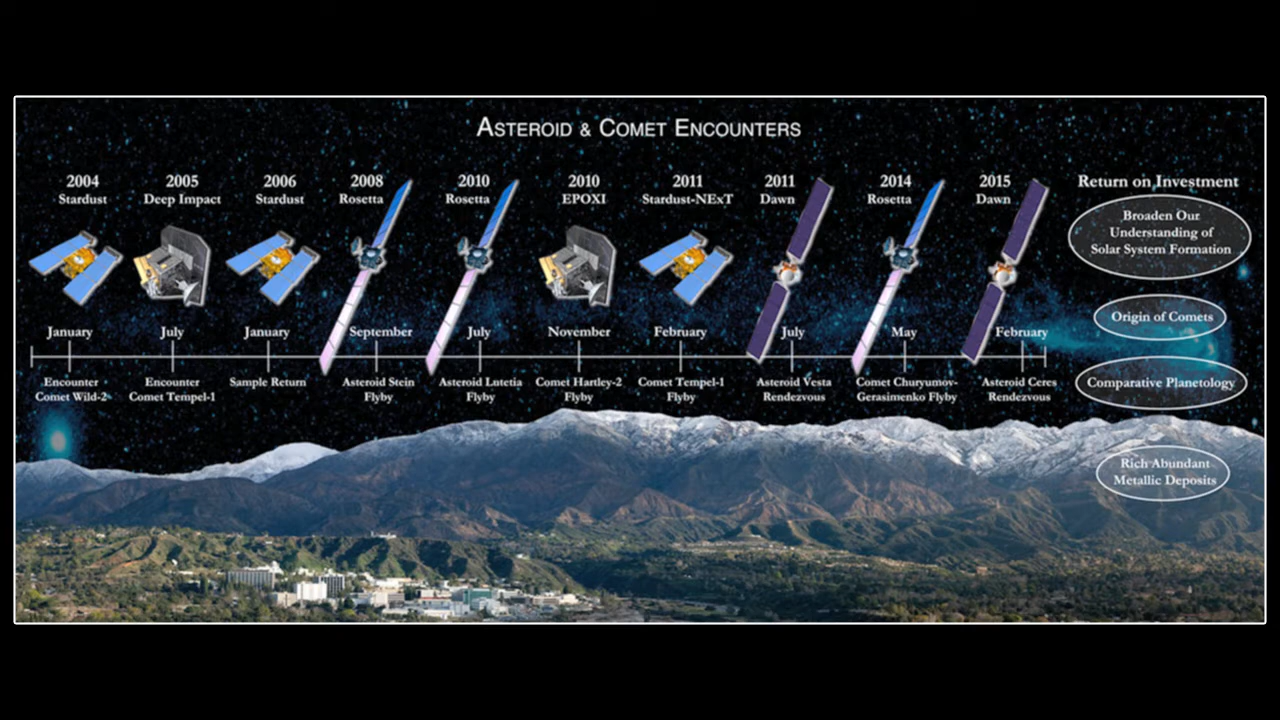 ASTEROID & COMET ENCOUNTERS
2004
Stardust
January
Encounter
Comet Wild-2
2005
Deep Impact
July
Encounter
Comet Tempel-1
2006
Stardust
January
Sample Return
2008
Rosetta
September
Asteroid Stein
Flyby
2010
Rosetta
July
Asteroid Lutetia
Flyby
2010
EPOXI
November
Comet Hartley-2
Flyby
2011
Stardust-NExT
February
Comet Tempel-1
Flyby
2011
Dawn
July
Asteroid Vesta
Rendezvous
2014
Rosetta
May
Comet Churyumov-
Gerasimenko Flyby
2015
Dawn
February
Asteroid Ceres
Rendezvous
Return on Investment
Broaden Our
Understanding of
Solar System Formation
Origin of Comets
Comparative Planetology
Rich Abundant
Metallic Deposits